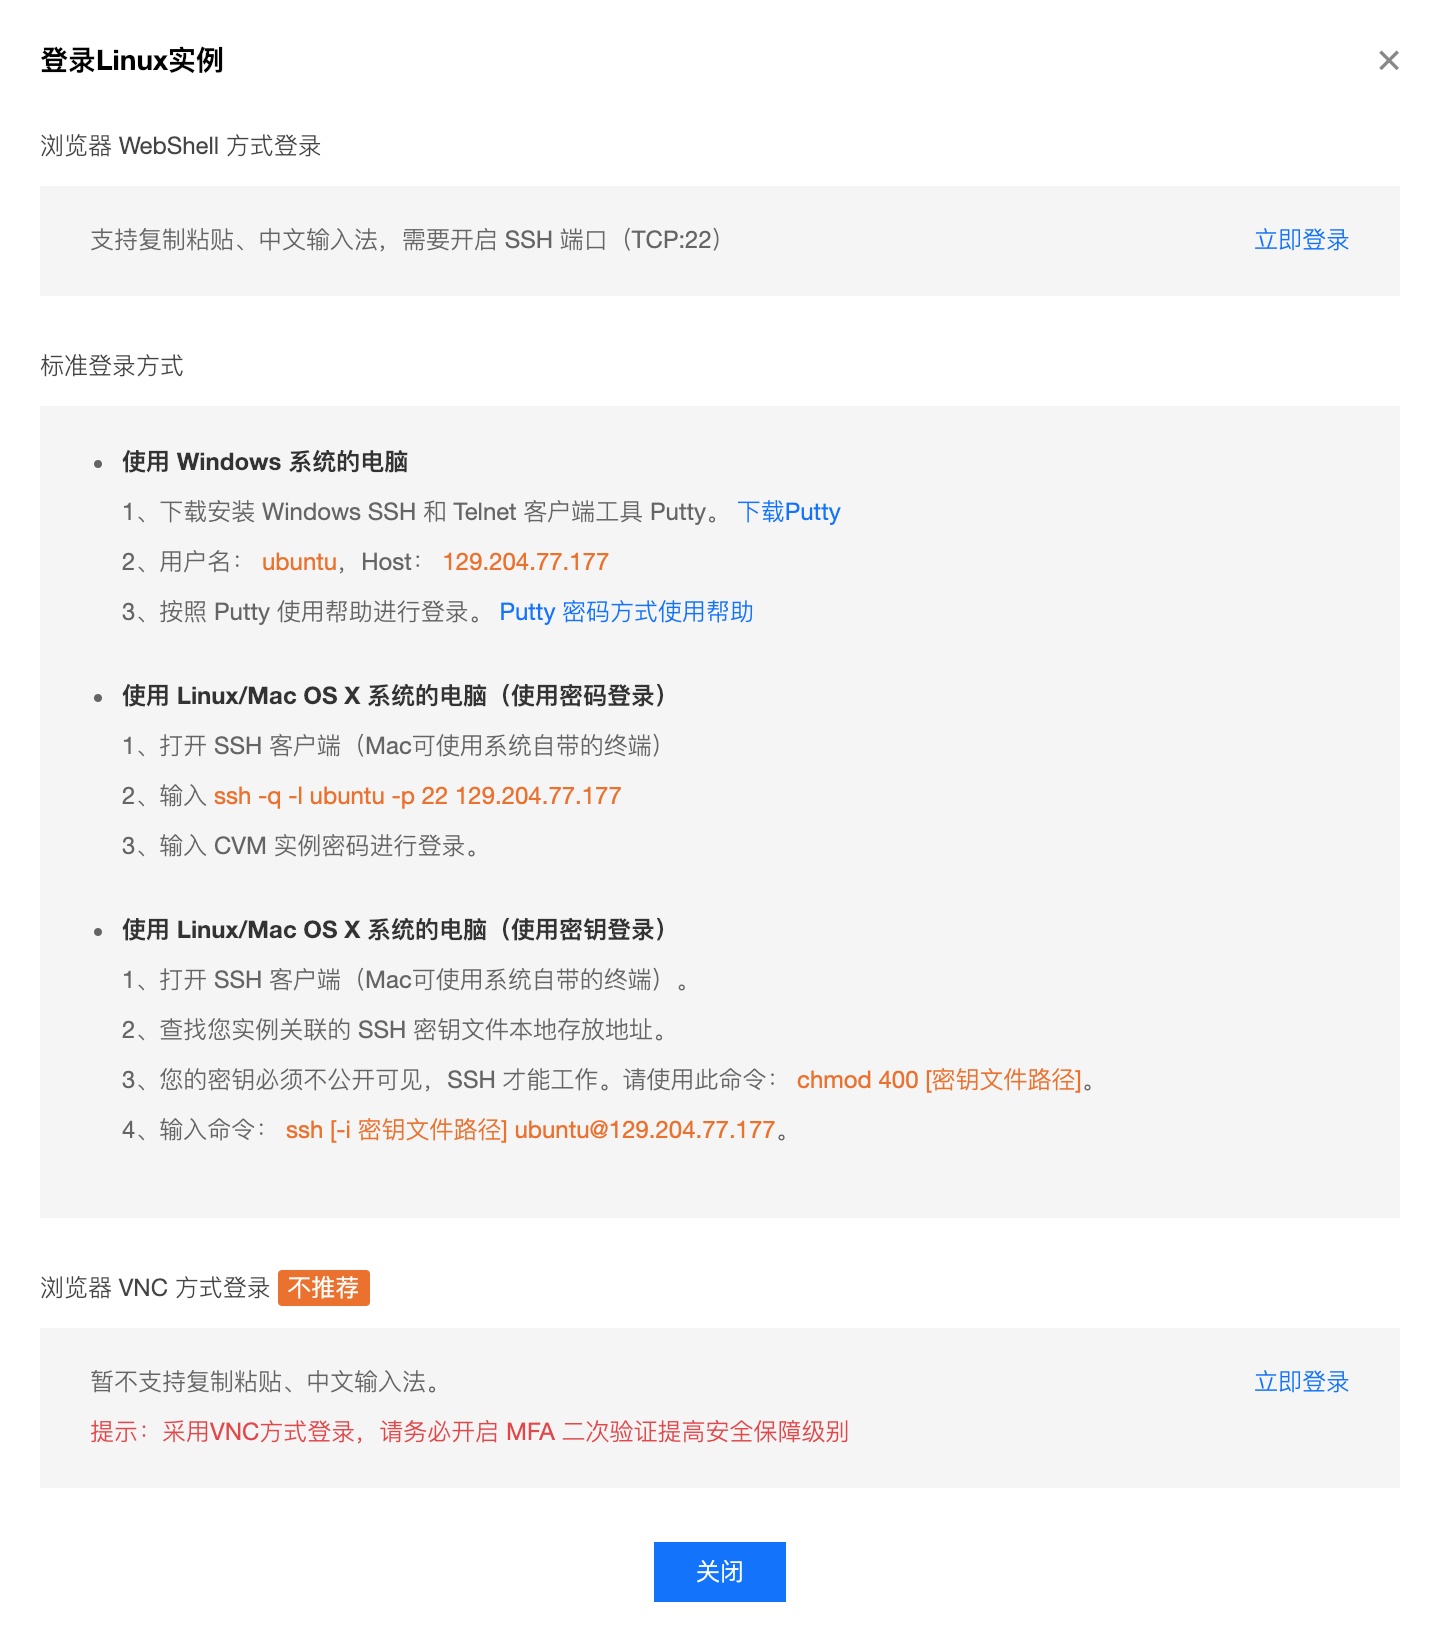 登录Linux实例
浏览器 WebShell 方式登录
支持复制粘贴、中文输入法，需要开启 SSH 端口（TCP:22）
立即登录
标准登录方式
使用 Windows 系统的电脑
1、下载安装 Windows SSH 和 Telnet 客户端工具 Putty。 下载Putty
2、用户名： ubuntu，Host： 129.204.77.177
3、按照 Putty 使用帮助进行登录。 Putty 密码方式使用帮助
使用 Linux/Mac OS X 系统的电脑（使用密码登录）
1、打开 SSH 客户端（Mac可使用系统自带的终端）
2、输入 ssh -q -l ubuntu -p 22 129.204.77.177
3、输入 CVM 实例密码进行登录。
使用 Linux/Mac OS X 系统的电脑（使用密钥登录）
1、打开 SSH 客户端（Mac可使用系统自带的终端）。
2、查找您实例关联的 SSH 密钥文件本地存放地址。
3、您的密钥必须不公开可见，SSH 才能工作。请使用此命令： chmod 400 [密钥文件路径]。
4、输入命令： ssh [-i 密钥文件路径] ubuntu@129.204.77.177。
浏览器 VNC 方式登录 不推荐
暂不支持复制粘贴、中文输入法。
立即登录
提示：采用VNC方式登录，请务必开启 MFA 二次验证提高安全保障级别
关闭